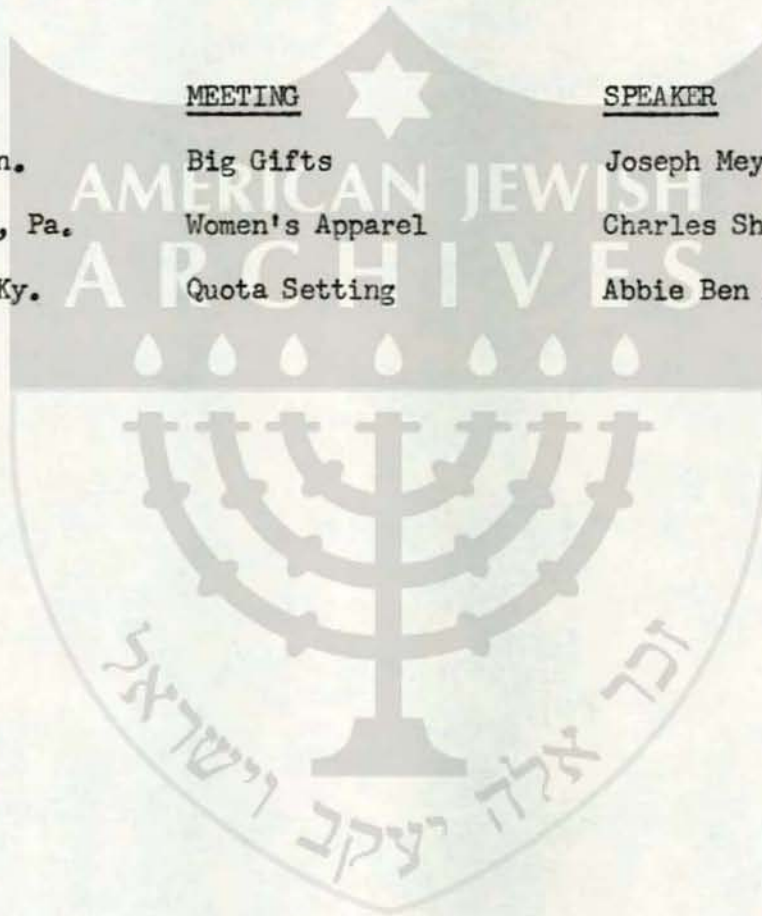 MEETING SPEAKER
n. Big Gifts Joseph Mey
, Pa. Women's Apparel Charles Sh
Ky. Quota Setting Abbie Ben
AMERICAN JEWISH
ARCHIVES
זכר אלה יעקב וישראל